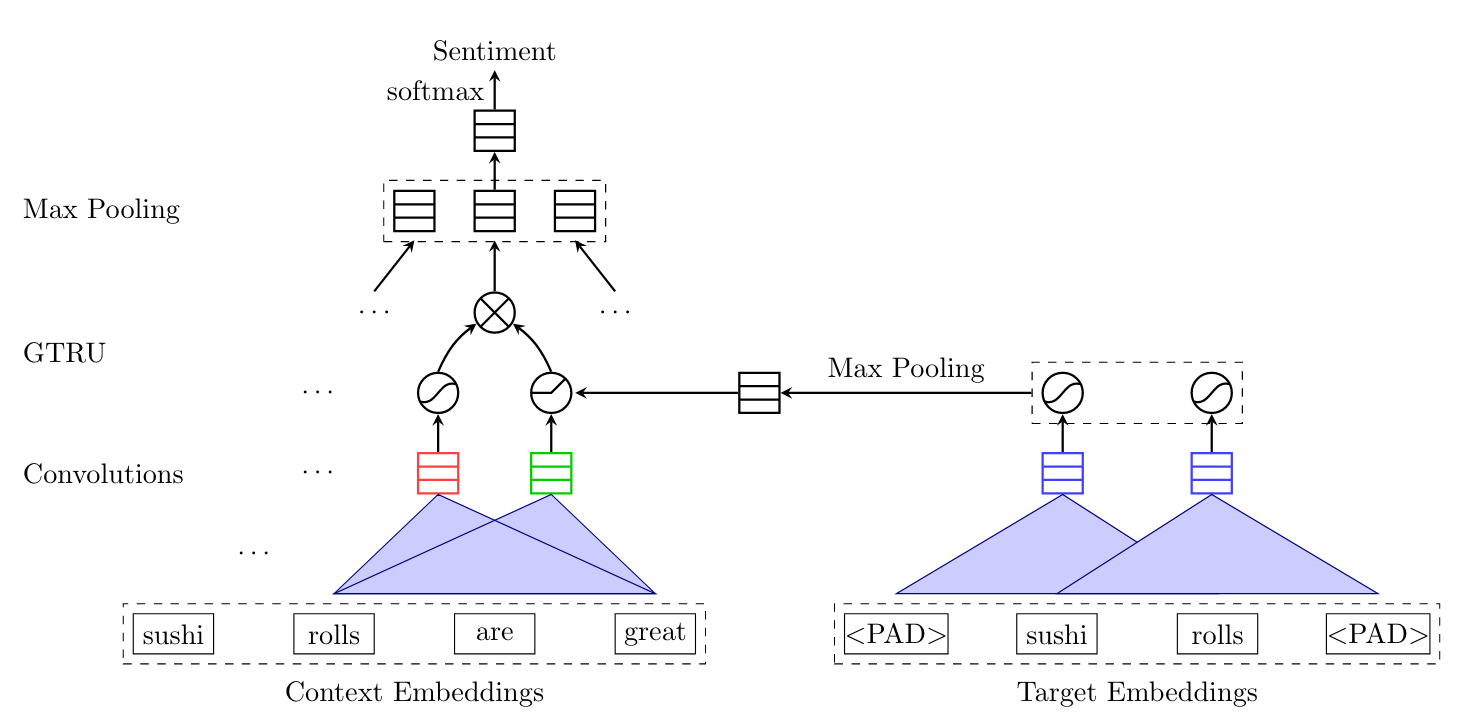 Sentiment
softmax
Max Pooling
. . .
. . .
GTRU
Max Pooling
. . .
Convolutions
. . .
. . .
sushi rolls are great
<PAD> sushi rolls <PAD>
Context Embeddings
Target Embeddings